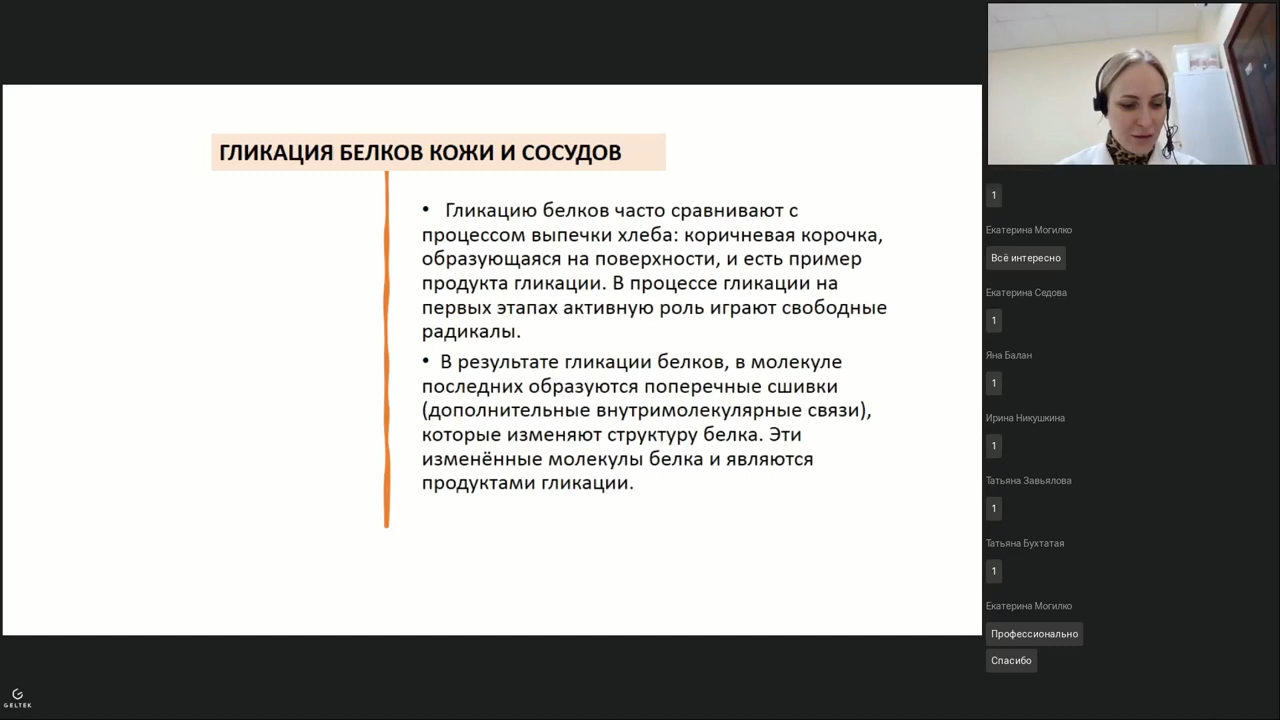 ГЛИКАЦИЯ БЕЛКОВ КОЖИ И СОСУДОВ
• Гликацию белков часто сравнивают с
процессом выпечки хлеба: коричневая корочка,
образующаяся на поверхности, и есть пример
продукта гликации. В процессе гликации на
первых этапах активную роль играют свободные
радикалы.
• В результате гликации белков, в молекуле
последних образуются поперечные сшивки
(дополнительные внутримолекулярные связи),
которые изменяют структуру белка. Эти
изменённые молекулы белка и являются
продуктами гликации.
1
Екатерина Могилко
Всё интересно
Екатерина Седова
1
Яна Балан
1
Ирина Никушкина
1
Татьяна Завьялова
1
Татьяна Бухтатая
1
Екатерина Могилко
Профессионально
Спасибо
GELTEK